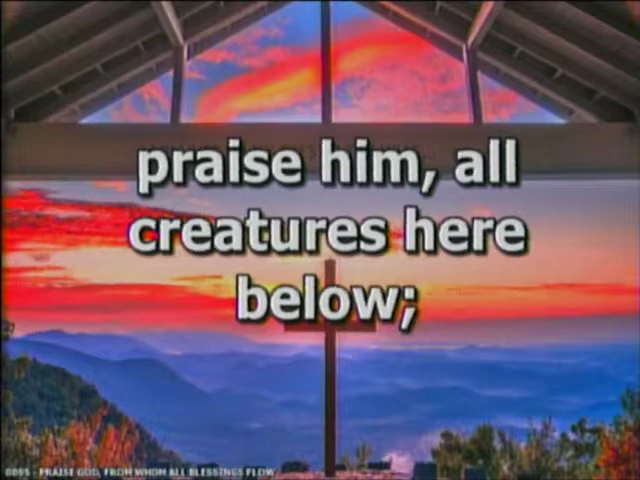 praise him, all
creatures here
below;
0095 - PRAISE GOD, FROM WHOM ALL BLESSINGS FLOW